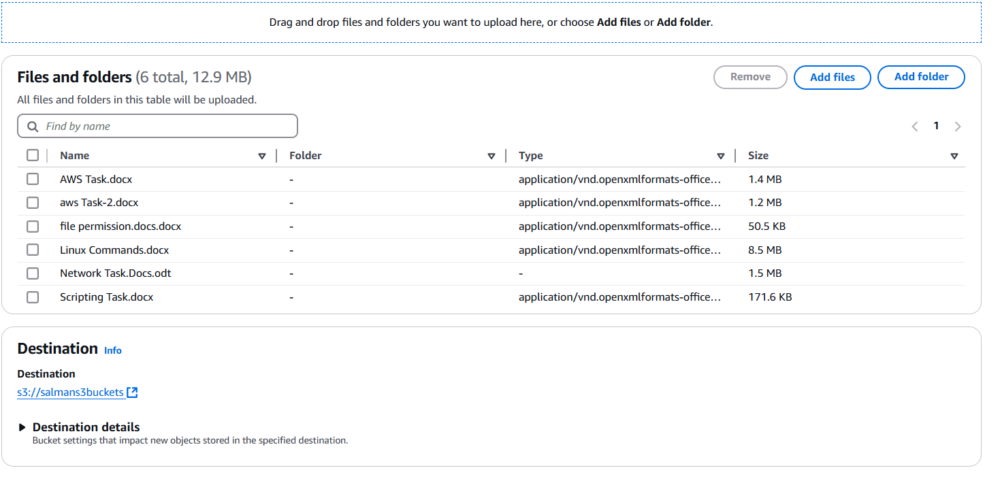 Drag and drop files and folders you want to upload here, or choose Add files or Add folder.
Files and folders (6 total, 12.9 MB)
Remove
Add files
Add folder
All files and folders in this table will be uploaded.
Find by name
1
Name Folder Type Size
AWS Task.docx - application/vnd.openxmlformats-office... 1.4 MB
aws Task-2.docx - application/vnd.openxmlformats-office... 1.2 MB
file permission.docs.docx - application/vnd.openxmlformats-office... 50.5 KB
Linux Commands.docx - application/vnd.openxmlformats-office... 8.5 MB
Network Task.Docs.odt - - 1.5 MB
Scripting Task.docx - application/vnd.openxmlformats-office... 171.6 KB
Destination Info
Destination
s3://salmans3buckets
Destination details
Bucket settings that impact new objects stored in the specified destination.